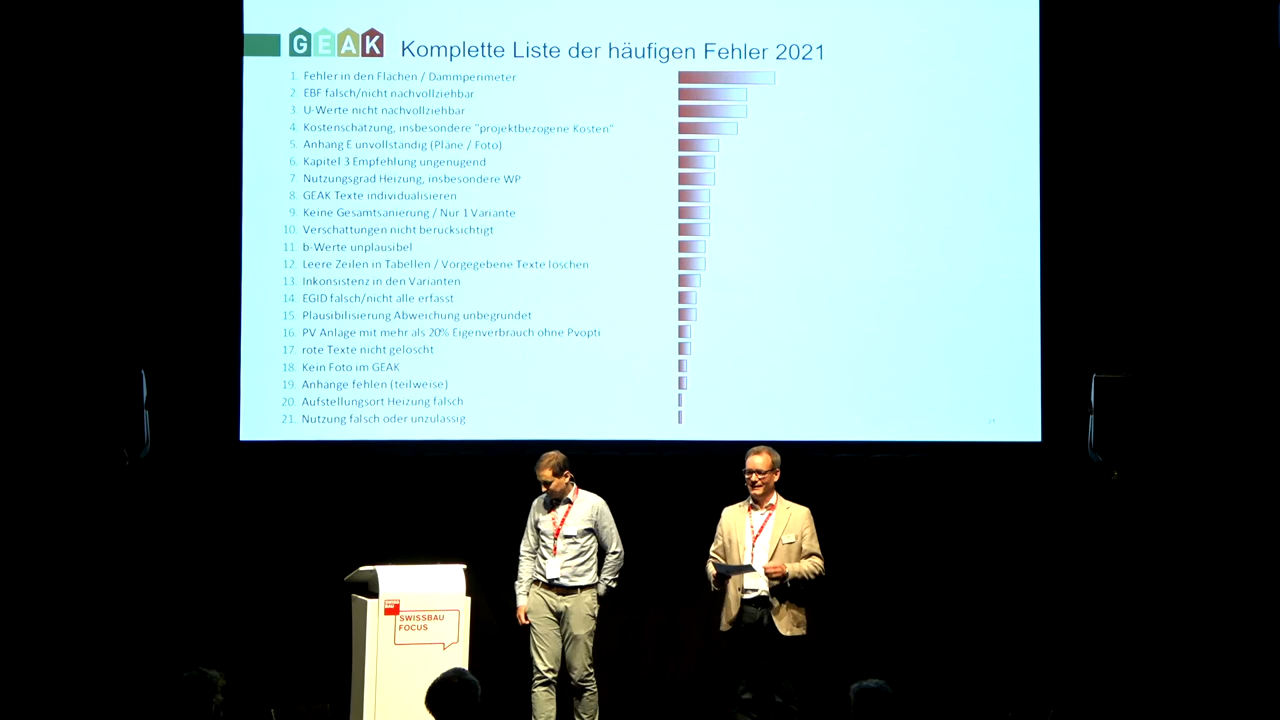 GEAK Komplette Liste der häufigen Fehler 2021
1. Fehler in den Flächen / Dämmperimeter
2. EBF falsch/nicht nachvollziehbar
3. U-Werte nicht nachvollziehbar
4. Kostenschätzung, insbesondere "projektbezogene Kosten"
5. Anhang E unvollständig (Pläne / Foto)
6. Kapitel 3 Empfehlung ungenügend
7. Nutzungsgrad Heizung, insbesondere WP
8. GEAK Texte individualisieren
9. Keine Gesamtsanierung / Nur 1 Variante
10. Verschattungen nicht berücksichtigt
11. b-Werte unplausibel
12. Leere Zeilen in Tabellen / Vorgegebene Texte löschen
13. Inkonsistenz in den Varianten
14. EGID falsch/nicht alle erfasst
15. Plausibilisierung Abweichung unbegründet
16. PV Anlage mit mehr als 20% Eigenverbrauch ohne Pvopti
17. rote Texte nicht gelöscht
18. Kein Foto im GEAK
19. Anhänge fehlen (teilweise)
20. Aufstellungsort Heizung falsch
21. Nutzung falsch oder unzulässig
SWISS
BAU
SWISSBAU
FOCUS